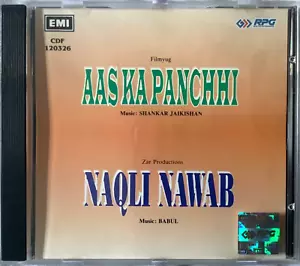 EMI
RPG
CDF
120326
Filmyug
AAS KA PANCHHI
Music: SHANKAR JAIKISHAN
Zar Productions
NAQLI NAWAB
Music: BABUL